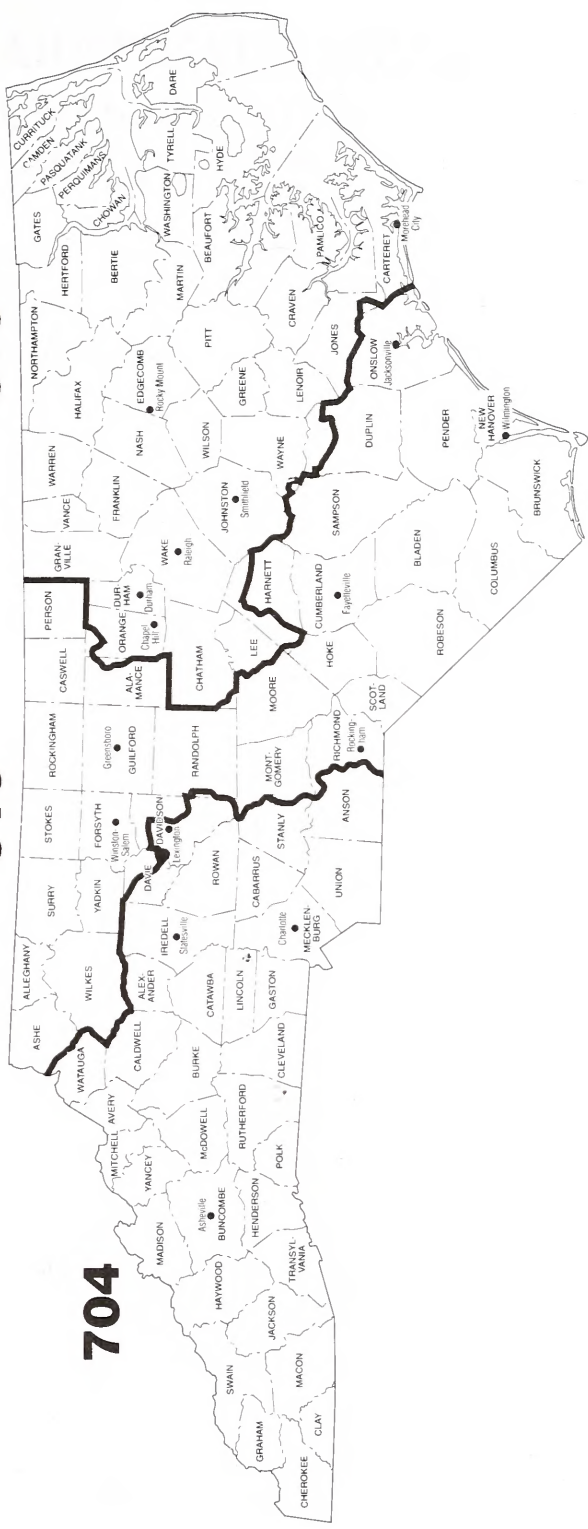 704
ALLEGHANY
ASHE
SURRY
STOKES
ROCKINGHAM
CASWELL
PERSON
GRAN-
VILLE
VANCE
WARREN
NORTHAMPTON
GATES
CURRITUCK
CAMDEN
PASQUATANK
PERQUIMANS
CHOWAN
HERTFORD
HALIFAX
BERTIE
WATAUGA
WILKES
YADKIN
FORSYTH
Winston-
Salem
Greensboro
GUILFORD
ALA-
MANCE
ORANGE
Chapel
Hill
DUR-
HAM
Durham
FRANKLIN
NASH
EDGECOMB
Rocky Mount
MARTIN
WASHINGTON
TYRELL
DARE
HYDE
BEAUFORT
MITCHELL
AVERY
CALDWELL
ALEX-
ANDER
IREDELL
Statesville
DAVIE
DAVIDSON
Lexington
RANDOLPH
CHATHAM
WAKE
Raleigh
JOHNSTON
Smithfield
WILSON
PITT
GREENE
MADISON
YANCEY
McDOWELL
BURKE
CATAWBA
ROWAN
LEE
HARNETT
WAYNE
LENOIR
CRAVEN
PAMLICO
JONES
CARTERET
Morehead
City
Asheville
BUNCOMBE
HAYWOOD
SWAIN
GRAHAM
CHEROKEE
CLAY
MACON
JACKSON
TRANSYL-
VANIA
HENDERSON
POLK
RUTHERFORD
CLEVELAND
LINCOLN
GASTON
Charlotte
MECKLEN-
BURG
CABARRUS
STANLY
UNION
ANSON
MONT-
GOMERY
MOORE
RICHMOND
Rocking-
ham
SCOT-
LAND
HOKE
CUMBERLAND
Fayetteville
SAMPSON
DUPLIN
ONSLOW
Jacksonville
ROBESON
BLADEN
PENDER
NEW
HANOVER
Wilmington
COLUMBUS
BRUNSWICK